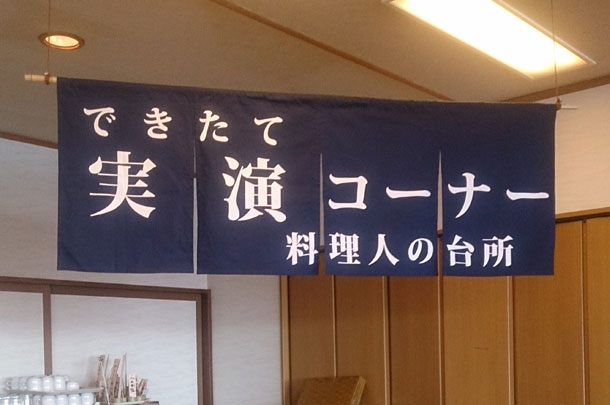 できたて
実演コーナー
料理人の台所